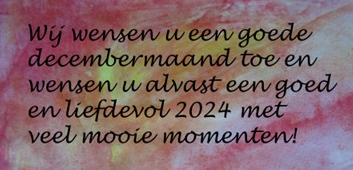 Wij wensen u een goede
decembermaand toe en
wensen u alvast een goed
en liefdevol 2024 met
veel mooie momenten!